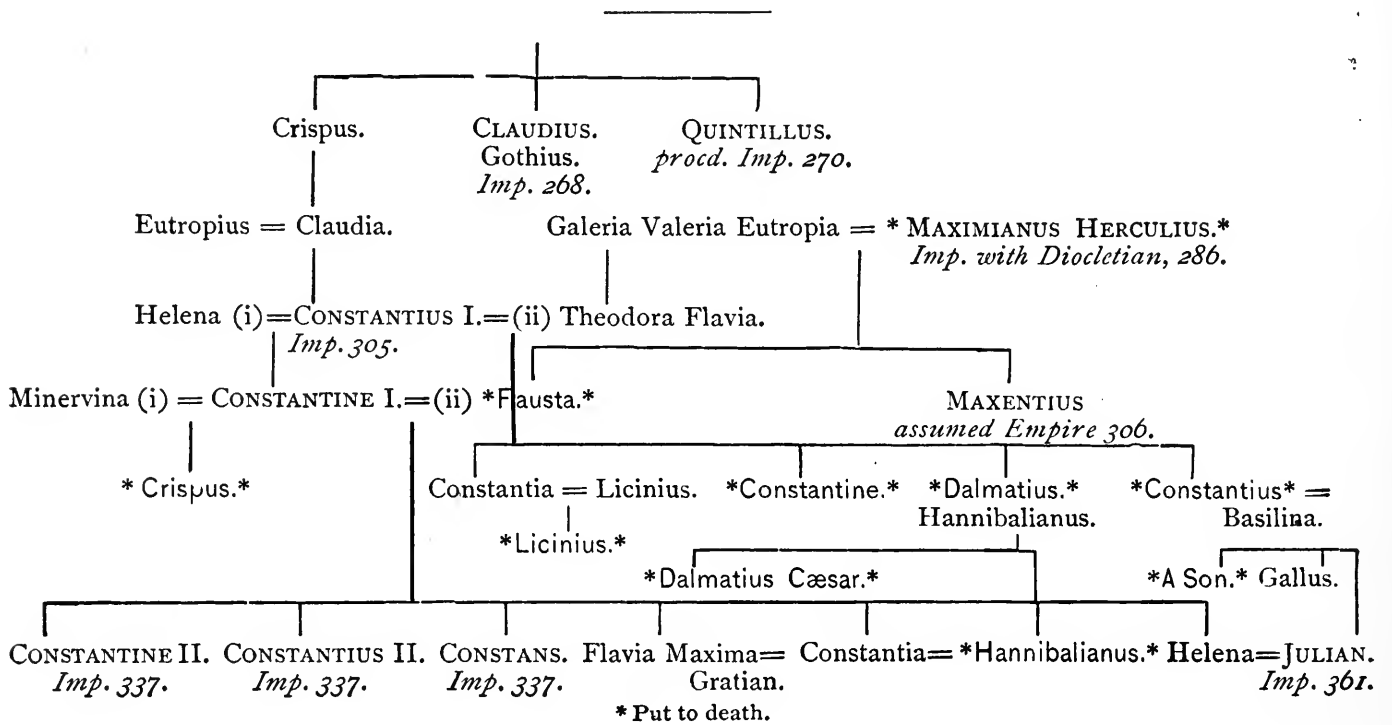 Crispus. CLAUDIUS. QUINTILLUS.
Gothius. procd. Imp. 270.
Imp. 268.
Eutropius = Claudia. Galeria Valeria Eutropia = * MAXIMIANUS HERCULIUS.*
Imp. with Diocletian, 286.
Helena (i)=CONSTANTIUS I.=(ii) Theodora Flavia.
Imp. 305.
Minervina (i) = CONSTANTINE I.=(ii) *Fausta.* MAXENTIUS
assumed Empire 306.
* Crispus.* Constantia = Licinius. *Constantine.* *Dalmatius.* *Constantius* =
Hannibalianus. Basilina.
*Licinius.*
*Dalmatius Cæsar.* *A Son.* Gallus.
CONSTANTINE II. CONSTANTIUS II. CONSTANS. Flavia Maxima= Constantia= *Hannibalianus.* Helena=JULIAN.
Imp. 337. Imp. 337. Imp. 337. Gratian. Imp. 361.
* Put to death.